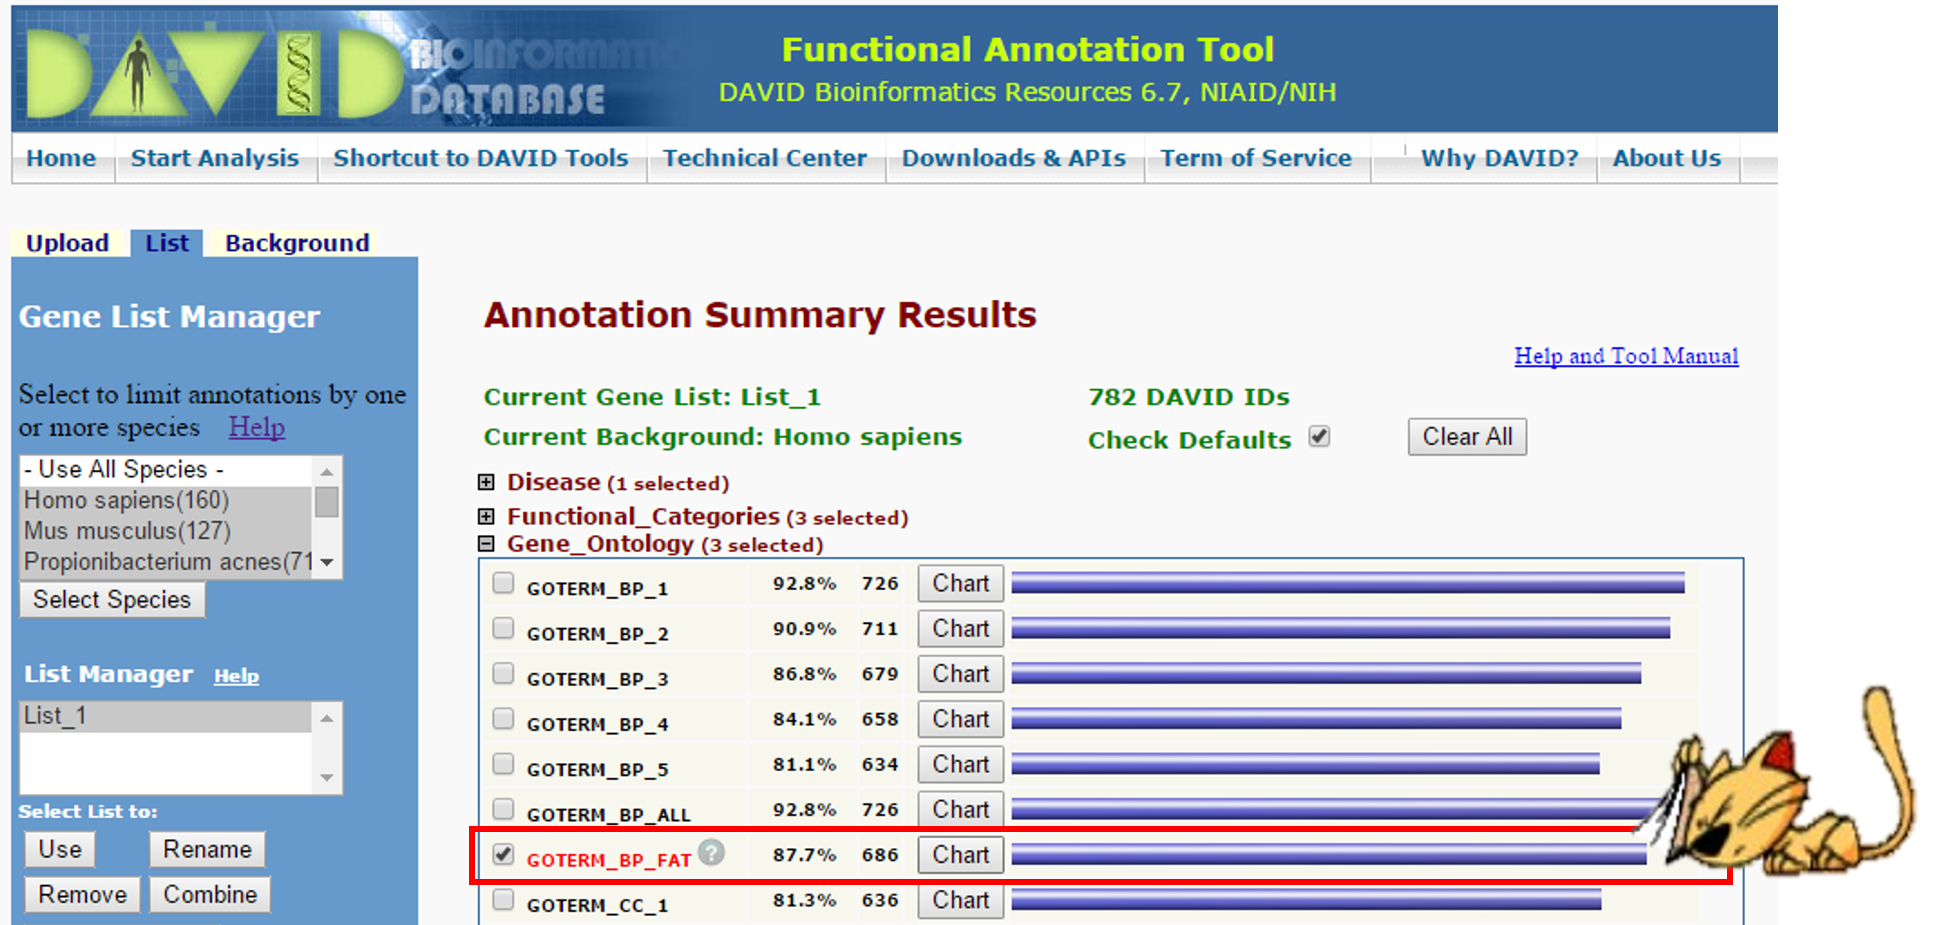 DAVID BIOINFORMATI
DATABASE
Functional Annotation Tool
DAVID Bioinformatics Resources 6.7, NIAID/NIH
Home Start Analysis Shortcut to DAVID Tools Technical Center Downloads & APIs Term of Service Why DAVID? About Us
Upload List Background
Gene List Manager
Select to limit annotations by one
or more species Help
- Use All Species -
Homo sapiens(160)
Mus musculus(127)
Propionibacterium acnes(71
Select Species
List Manager Help
List_1
Select List to:
Use Rename
Remove Combine
Annotation Summary Results
Help and Tool Manual
Current Gene List: List_1 782 DAVID IDs
Current Background: Homo sapiens Check Defaults Clear All
Disease (1 selected)
Functional_Categories (3 selected)
Gene_Ontology (3 selected)
GOTERM_BP_1 92.8% 726 Chart
GOTERM_BP_2 90.9% 711 Chart
GOTERM_BP_3 86.8% 679 Chart
GOTERM_BP_4 84.1% 658 Chart
GOTERM_BP_5 81.1% 634 Chart
GOTERM_BP_ALL 92.8% 726 Chart
GOTERM_BP_FAT ? 87.7% 686 Chart
GOTERM_CC_1 81.3% 636 Chart